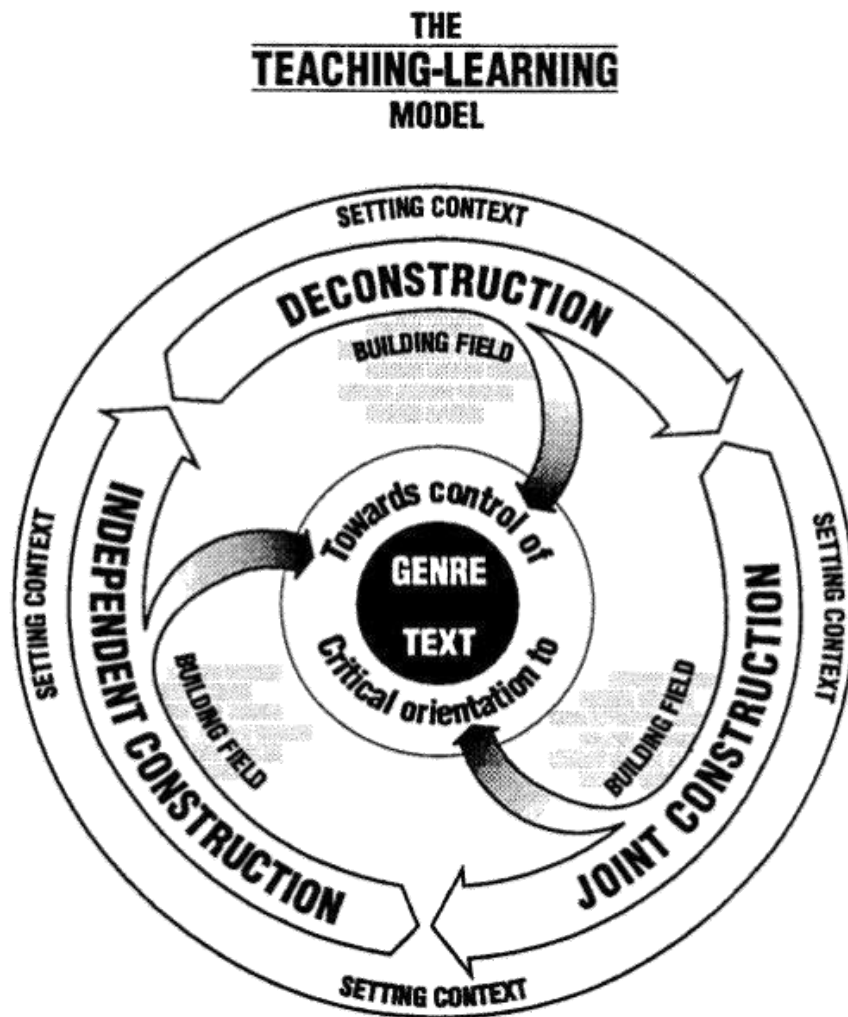 THE
TEACHING-LEARNING
MODEL
SETTING CONTEXT
DECONSTRUCTION
BUILDING FIELD
Towards control of
GENRE
TEXT
Critical orientation to
INDEPENDENT CONSTRUCTION
BUILDING FIELD
SETTING CONTEXT
JOINT CONSTRUCTION
BUILDING FIELD
SETTING CONTEXT
SETTING CONTEXT